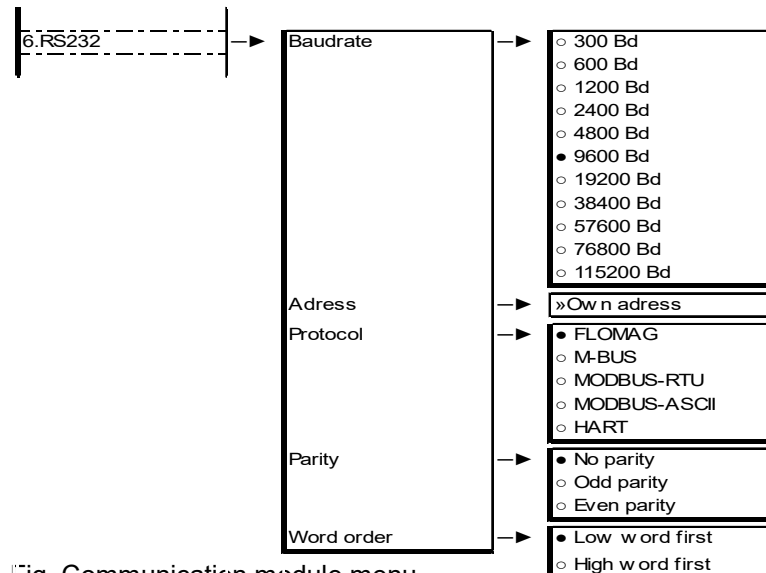 6.RS232
Baudrate
○ 300 Bd
○ 600 Bd
○ 1200 Bd
○ 2400 Bd
○ 4800 Bd
● 9600 Bd
○ 19200 Bd
○ 38400 Bd
○ 57600 Bd
○ 76800 Bd
○ 115200 Bd
Adress
»Own adress
Protocol
● FLOMAG
○ M-BUS
○ MODBUS-RTU
○ MODBUS-ASCII
○ HART
Parity
● No parity
○ Odd parity
○ Even parity
Word order
● Low word first
○ High word first
Fig. Communication module menu